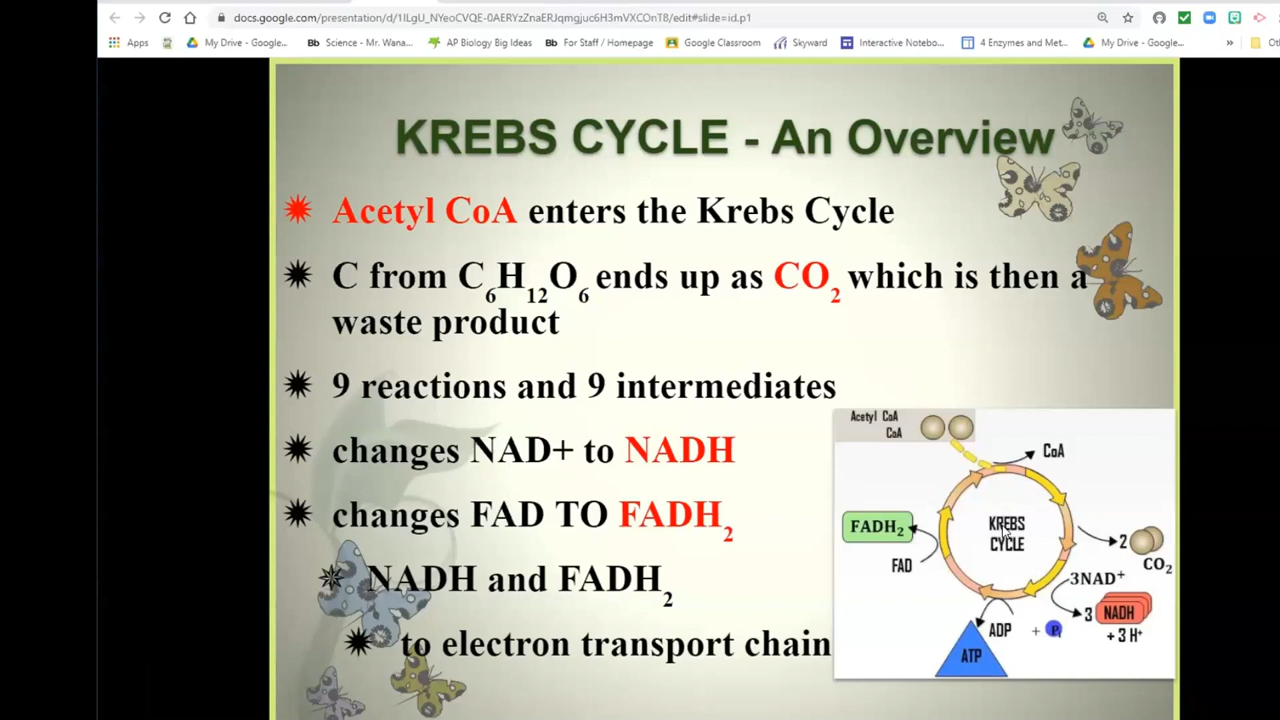 docs.google.com/presentation/d/1ILgU_NYeoCVQE-0AERYzZnaERJqmgjuc6H3mVXCOnT8/edit#slide=id.p1
Apps My Drive - Google... Bb Science - Mr. Wana... AP Biology Big Ideas Bb For Staff / Homepage Google Classroom Skyward Interactive Notebo... 4 Enzymes and Met... My Drive - Google... »
KREBS CYCLE - An Overview
Acetyl CoA enters the Krebs Cycle
C from C6H12O6 ends up as CO2 which is then a
waste product
9 reactions and 9 intermediates
changes NAD+ to NADH
changes FAD TO FADH2
NADH and FADH2
to electron transport chain
Acetyl CoA
CoA
CoA
KREBS
CYCLE
FADH2
FAD
2
CO2
3NAD+
3 NADH
+ 3 H+
ADP + P
ATP